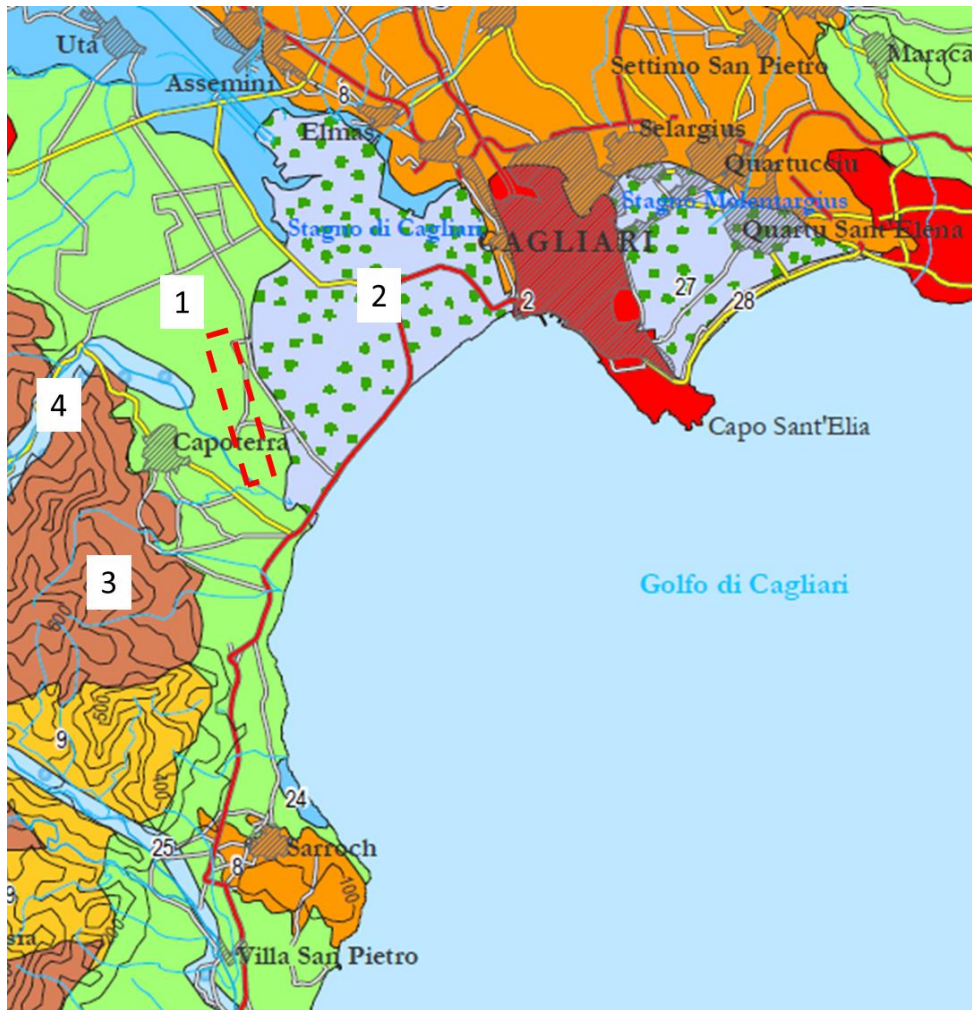 Uta
Assemini
8
Elmas
Settimo San Pietro
Maraca
Selargius
Quartucciu
Stagno di Cagliari
CAGLIARI
Stagno Molentargius
Quartu Sant'Elena
1
2
2
27
28
4
Capoterra
Capo Sant'Elia
3
500
Golfo di Cagliari
500
9
400
24
25
Sarroch
8
100
9
Villa San Pietro